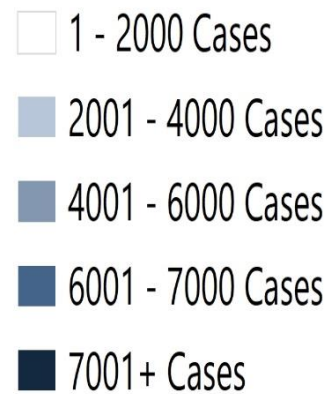 1 - 2000 Cases
2001 - 4000 Cases
4001 - 6000 Cases
6001 - 7000 Cases
7001+ Cases